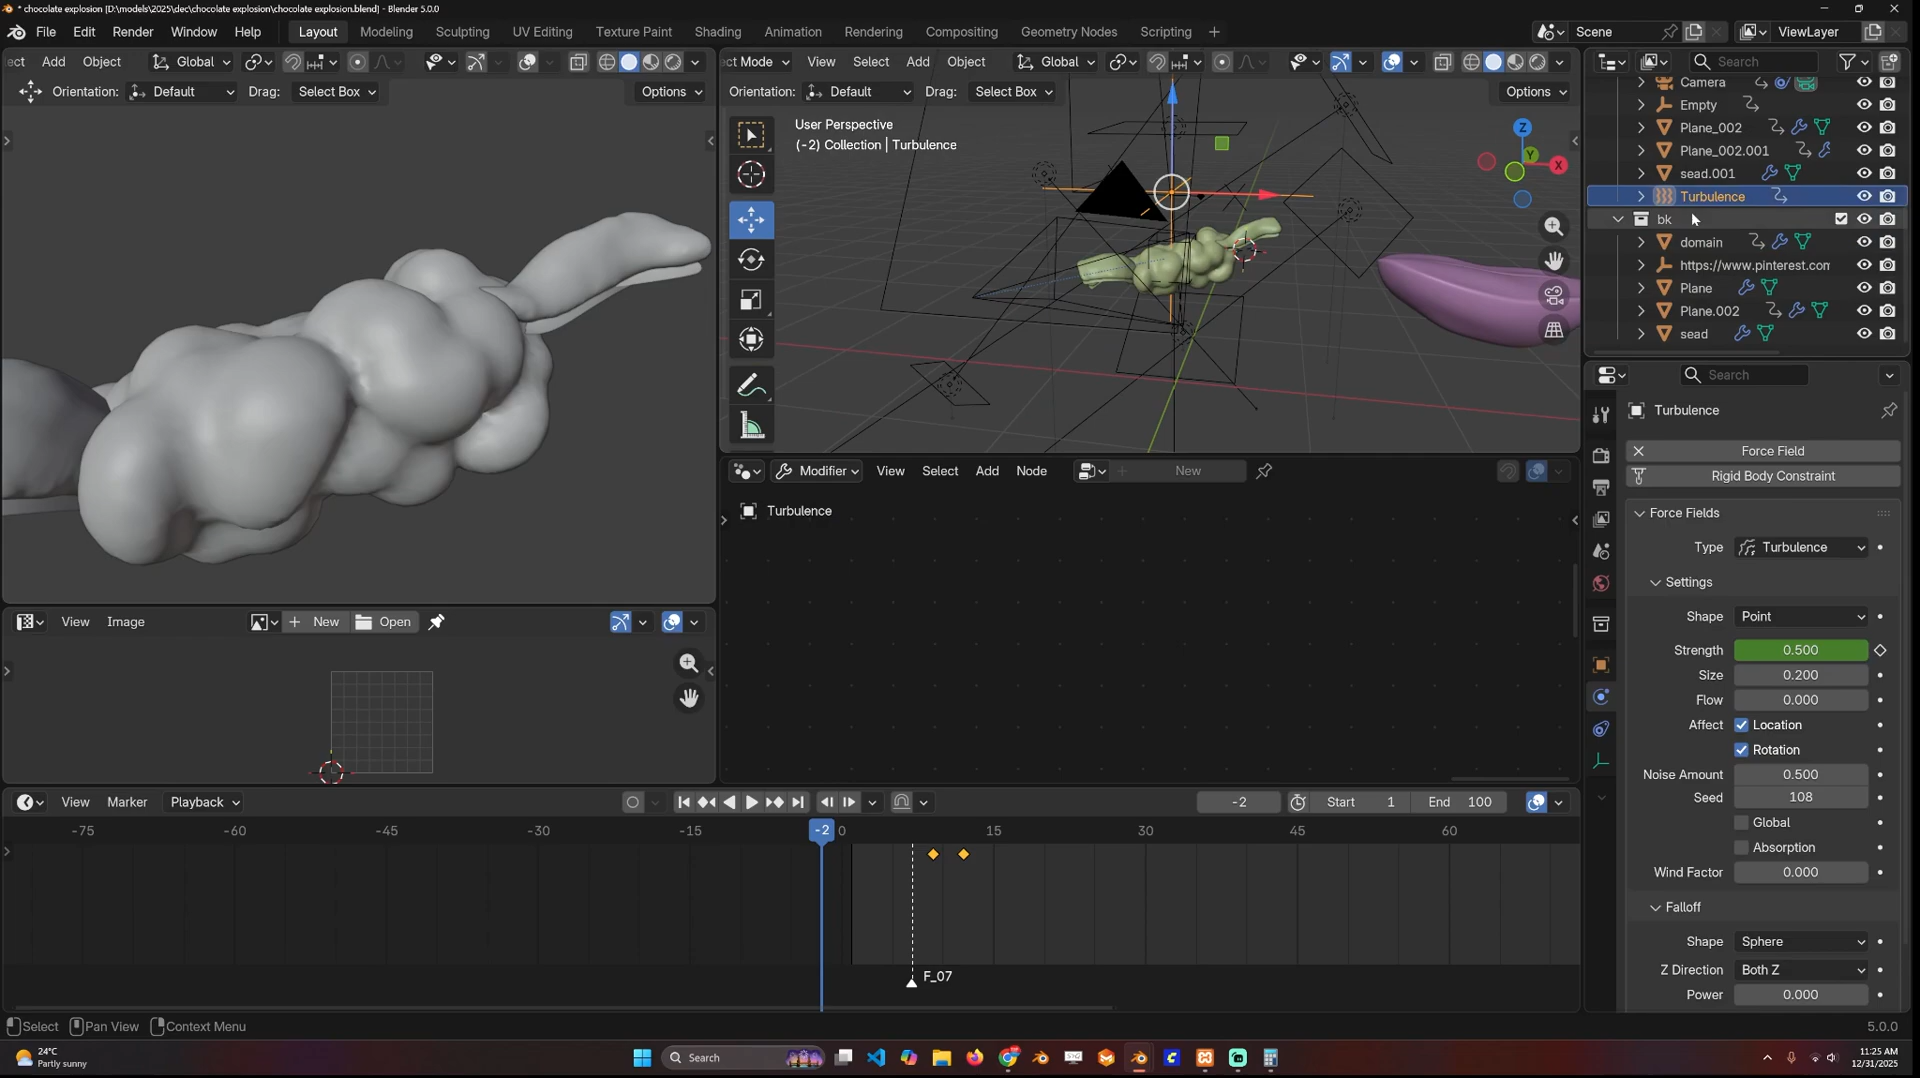 * chocolate explosion [D:\models\2025\dec\chocolate explosion\chocolate explosion.blend] - Blender 5.0.0
File Edit Render Window Help Layout Modeling Sculpting UV Editing Texture Paint Shading Animation Rendering Compositing Geometry Nodes Scripting + Scene ViewLayer
ect Add Object Global
Orientation: Default Drag: Select Box Options
ect Mode View Select Add Object Global
Orientation: Default Drag: Select Box Options
User Perspective
(-2) Collection | Turbulence
Z
Y
X
Search
Camera
Empty
Plane_002
Plane_002.001
sead.001
Turbulence
bk
domain
https://www.pinterest.com
Plane
Plane.002
sead
Modifier View Select Add Node New
Turbulence
Search
Turbulence
Force Field
Rigid Body Constraint
Force Fields
Type Turbulence
Settings
Shape Point
Strength 0.500
Size 0.200
Flow 0.000
Affect Location
Rotation
Noise Amount 0.500
Seed 108
Global
Absorption
Wind Factor 0.000
Falloff
Shape Sphere
Z Direction Both Z
Power 0.000
View Image New Open
View Marker Playback -2 Start 1 End 100
-75 -60 -45 -30 -15 -2 0 15 30 45 60
F_07
Select Pan View Context Menu 5.0.0
24°C
Partly sunny
Search
11:25 AM
12/31/2025